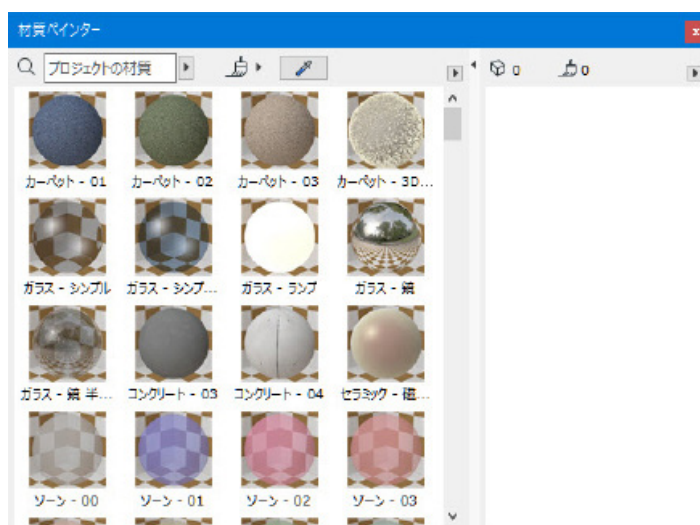 材質ペインター
プロジェクトの材質
0
0
カーペット - 01
カーペット - 02
カーペット - 03
カーペット - 3D...
ガラス - シンプル
ガラス - シンプ...
ガラス - ランプ
ガラス - 鏡
ガラス - 鏡 半...
コンクリート - 03
コンクリート - 04
セラミック - 磁...
ゾーン - 00
ゾーン - 01
ゾーン - 02
ゾーン - 03